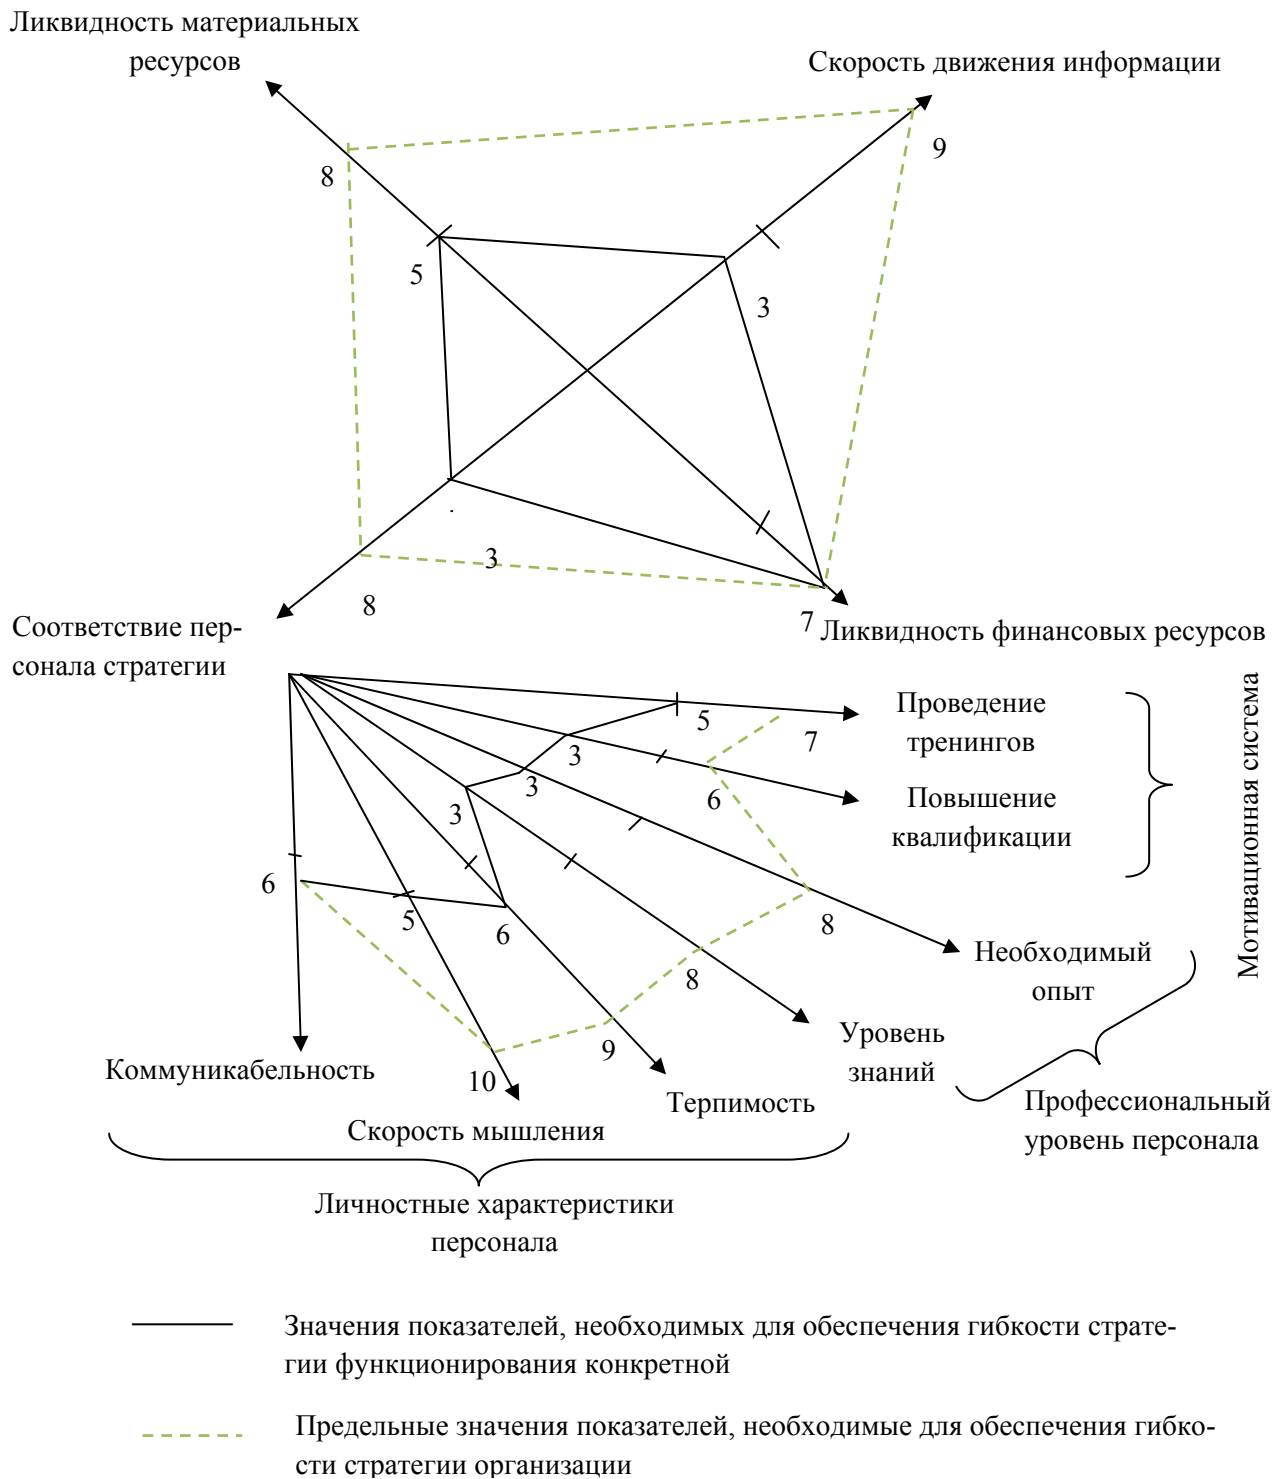 Ликвидность материальных
ресурсов
Скорость движения информации
8
9
5
3
3
8
7
Соответствие пер-
сонала стратегии
Ликвидность финансовых ресурсов
5
7
Проведение
тренингов
3
3
6
Повышение
квалификации
Мотивационная система
3
6
5
6
8
8
Необходимый
опыт
9
10
Уровень
знаний
Коммуникабельность
Терпимость
Скорость мышления
Профессиональный
уровень персонала
Личностные характеристики
персонала
Значения показателей, необходимых для обеспечения гибкости страте-
гии функционирования конкретной
Предельные значения показателей, необходимые для обеспечения гибко-
сти стратегии организации